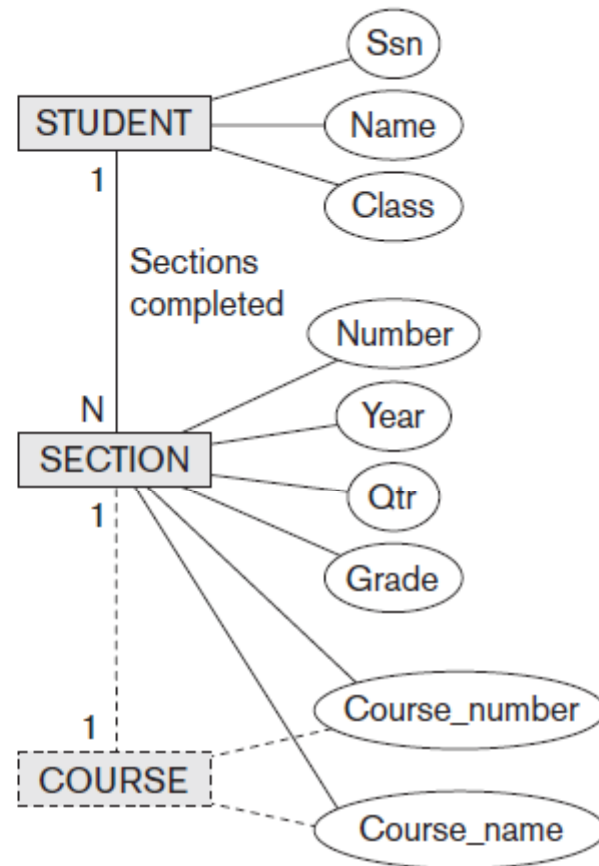 Ssn
STUDENT
Name
1
Class
Sections
completed
Number
N
Year
SECTION
1
Qtr
Grade
Course_number
1
COURSE
Course_name